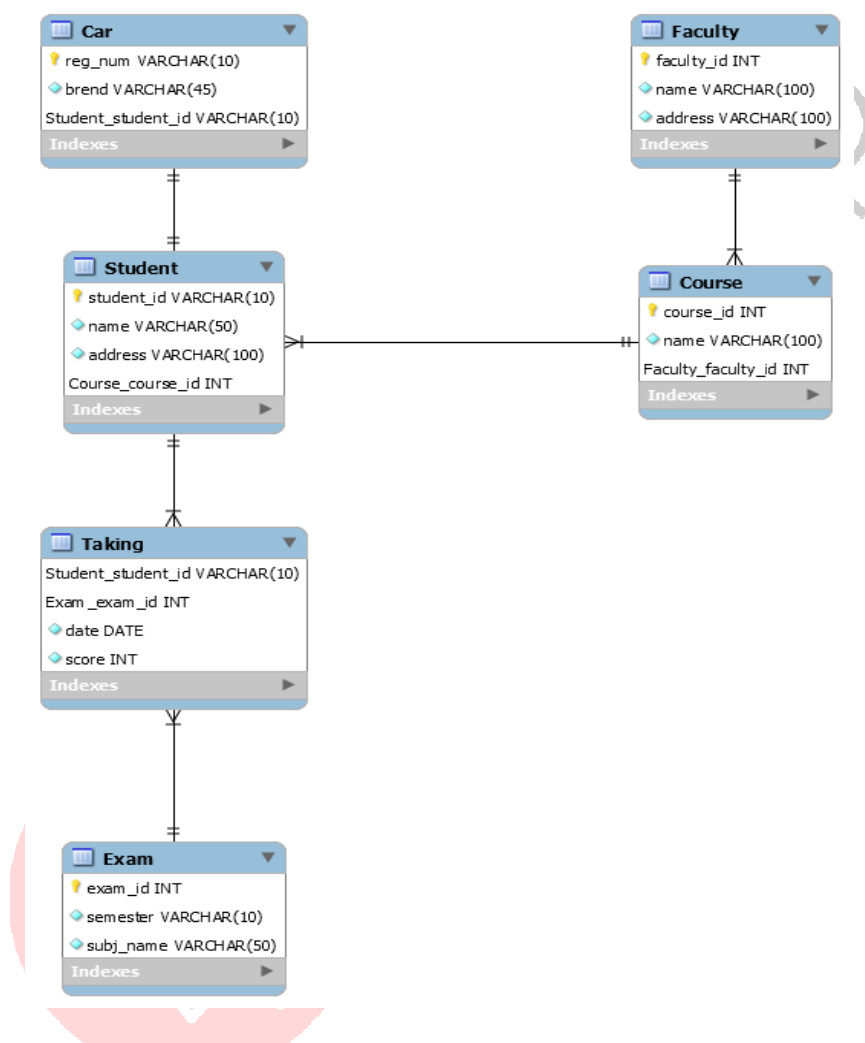 Car
reg_num VARCHAR(10)
brend VARCHAR(45)
Student_student_id VARCHAR(10)
Indexes
Faculty
faculty_id INT
name VARCHAR(100)
address VARCHAR(100)
Indexes
Student
student_id VARCHAR(10)
name VARCHAR(50)
address VARCHAR(100)
Course_course_id INT
Indexes
Course
course_id INT
name VARCHAR(100)
Faculty_faculty_id INT
Indexes
Taking
Student_student_id VARCHAR(10)
Exam_exam_id INT
date DATE
score INT
Indexes
Exam
exam_id INT
semester VARCHAR(10)
subj_name VARCHAR(50)
Indexes